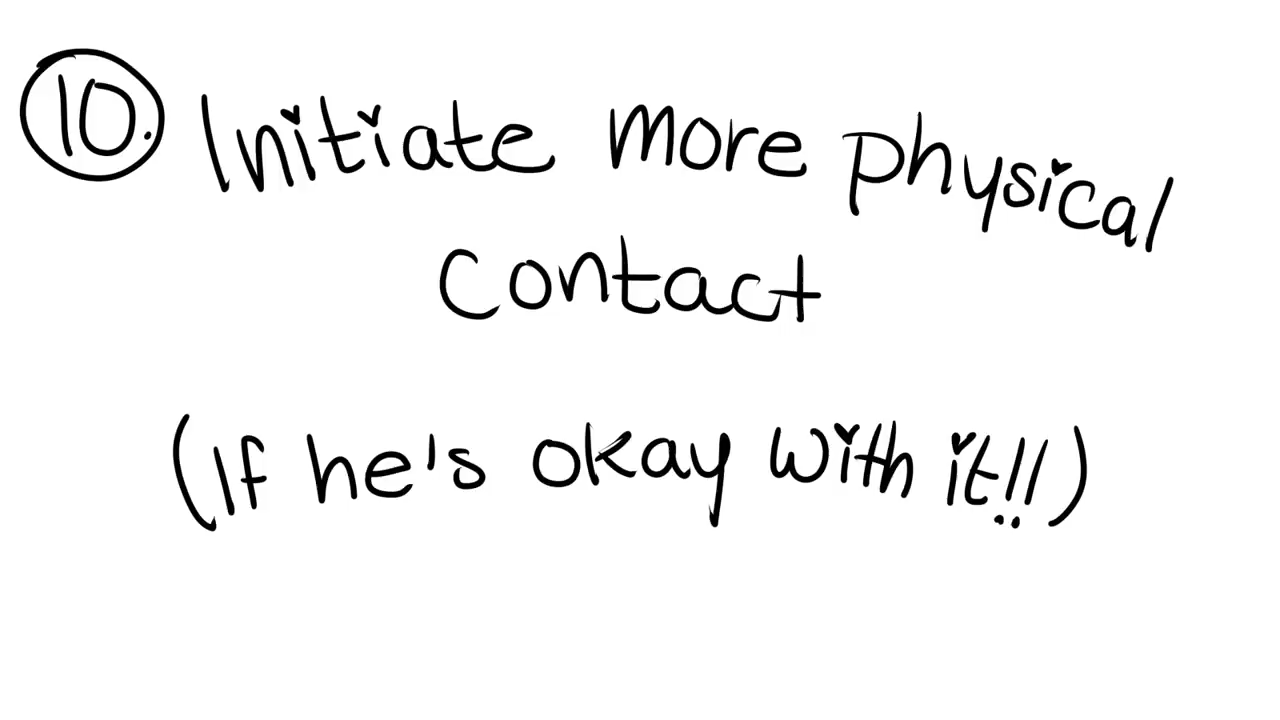 10. Initiate more physical
contact
(If he's okay with it!!)